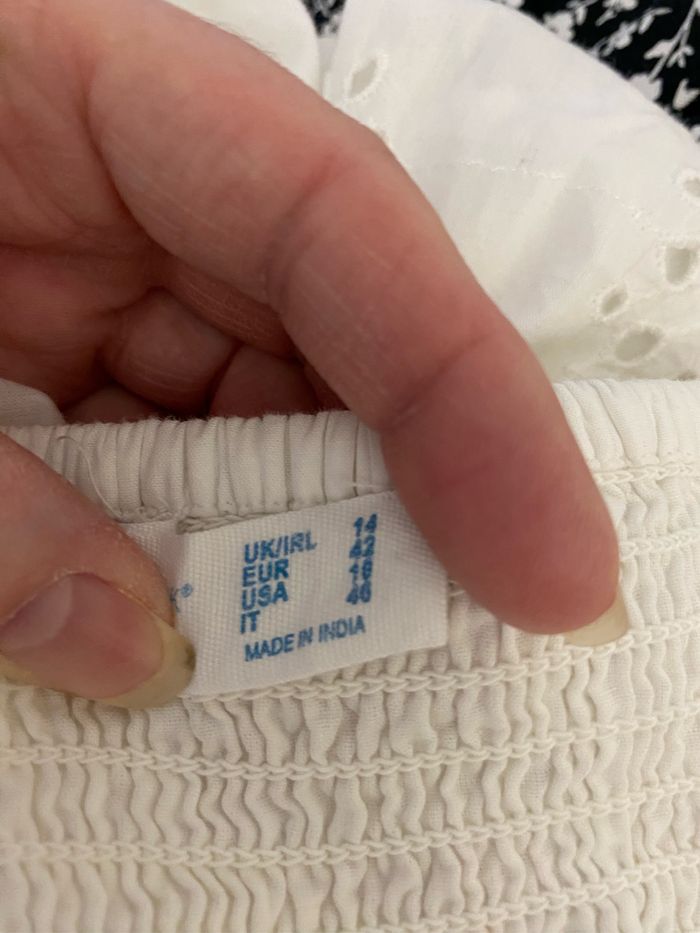 UK/IRL 14
EUR 42
USA 10
IT 46
MADE IN INDIA